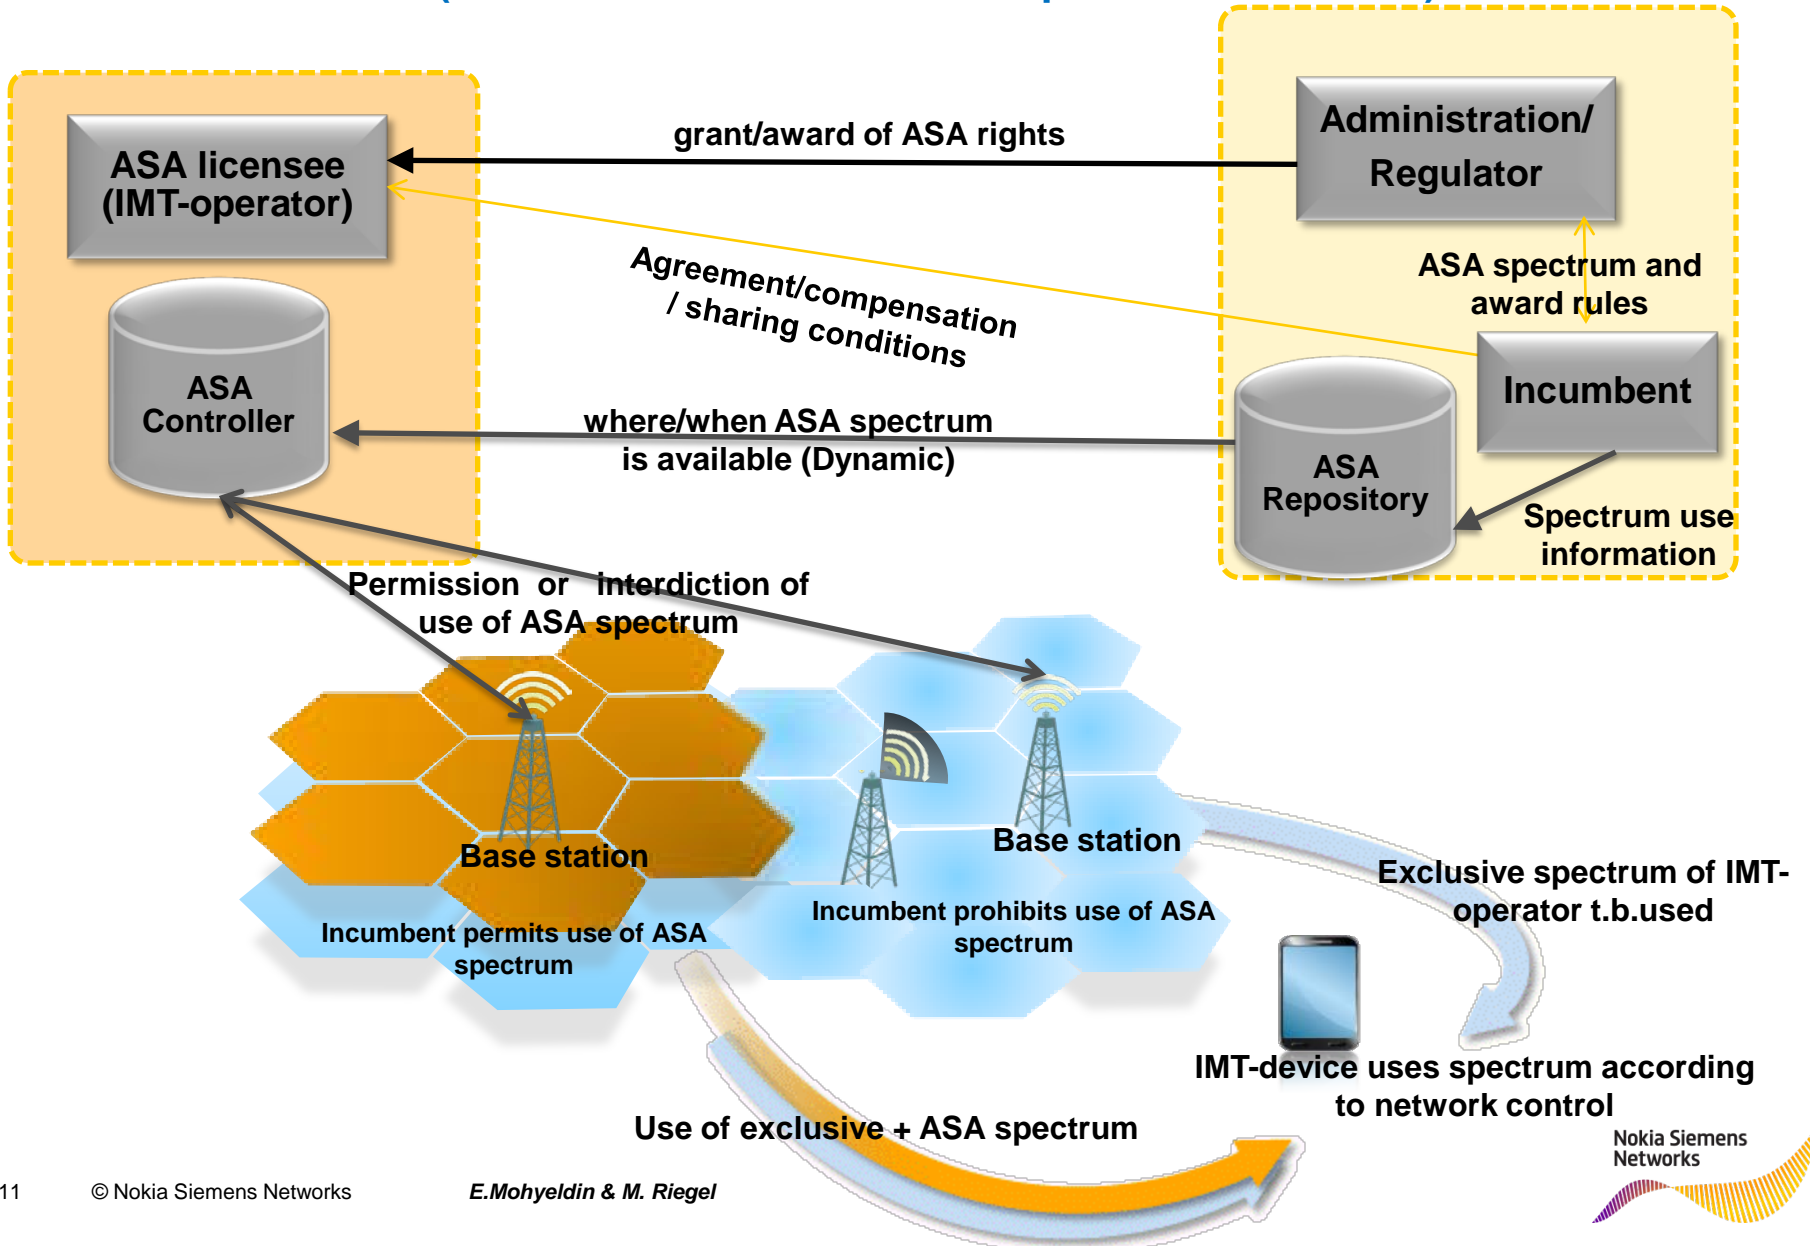 Administration/
Regulator
grant/award of ASA rights
ASA licensee
(IMT-operator)
Agreement/compensation
/ sharing conditions
ASA spectrum and
award rules
Incumbent
ASA
Controller
where/when ASA spectrum
is available (Dynamic)
ASA
Repository
Spectrum use
information
Permission or interdiction of
use of ASA spectrum
Base station
Base station
Incumbent permits use of ASA
spectrum
Incumbent prohibits use of ASA
spectrum
Exclusive spectrum of IMT-
operator t.b.used
IMT-device uses spectrum according
to network control
Use of exclusive + ASA spectrum
Nokia Siemens
Networks
11 © Nokia Siemens Networks E.Mohyeldin & M. Riegel